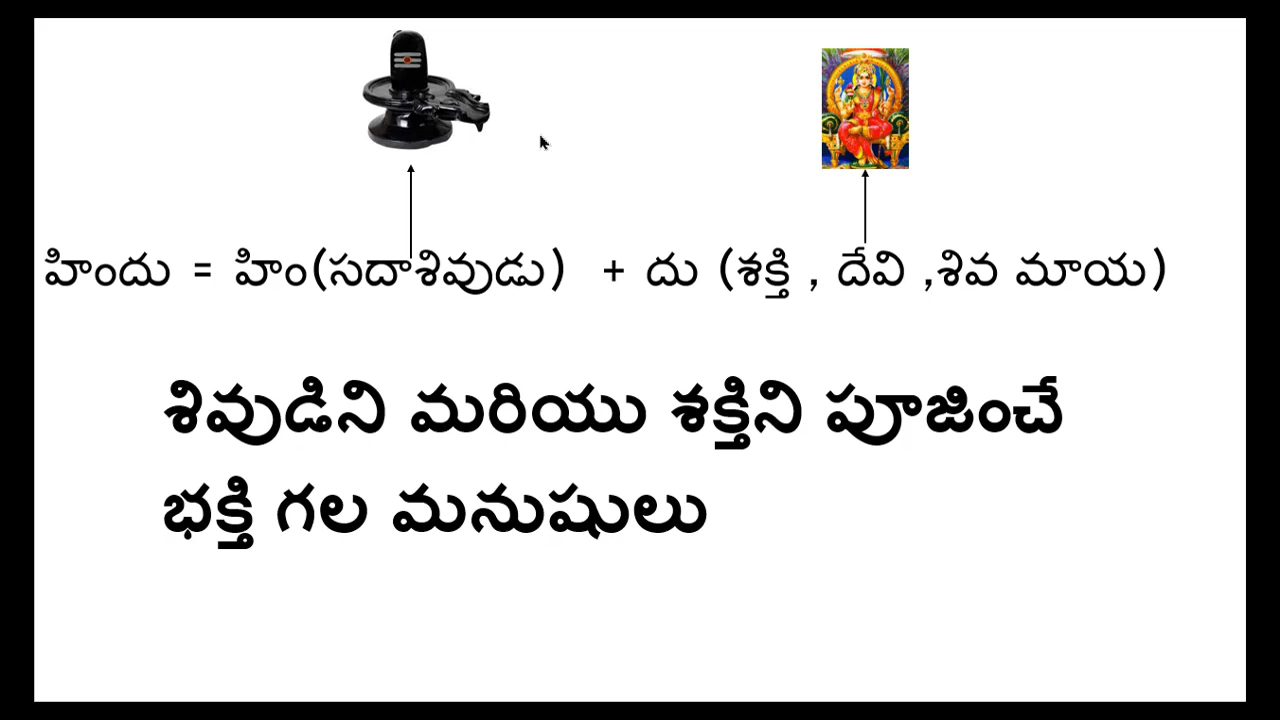 హిందు = హిం(సదాశివుడు) + దు (శక్తి , దేవి ,శివ మాయ)
శివుడిని మరియు శక్తిని పూజించే
భక్తి గల మనుషులు